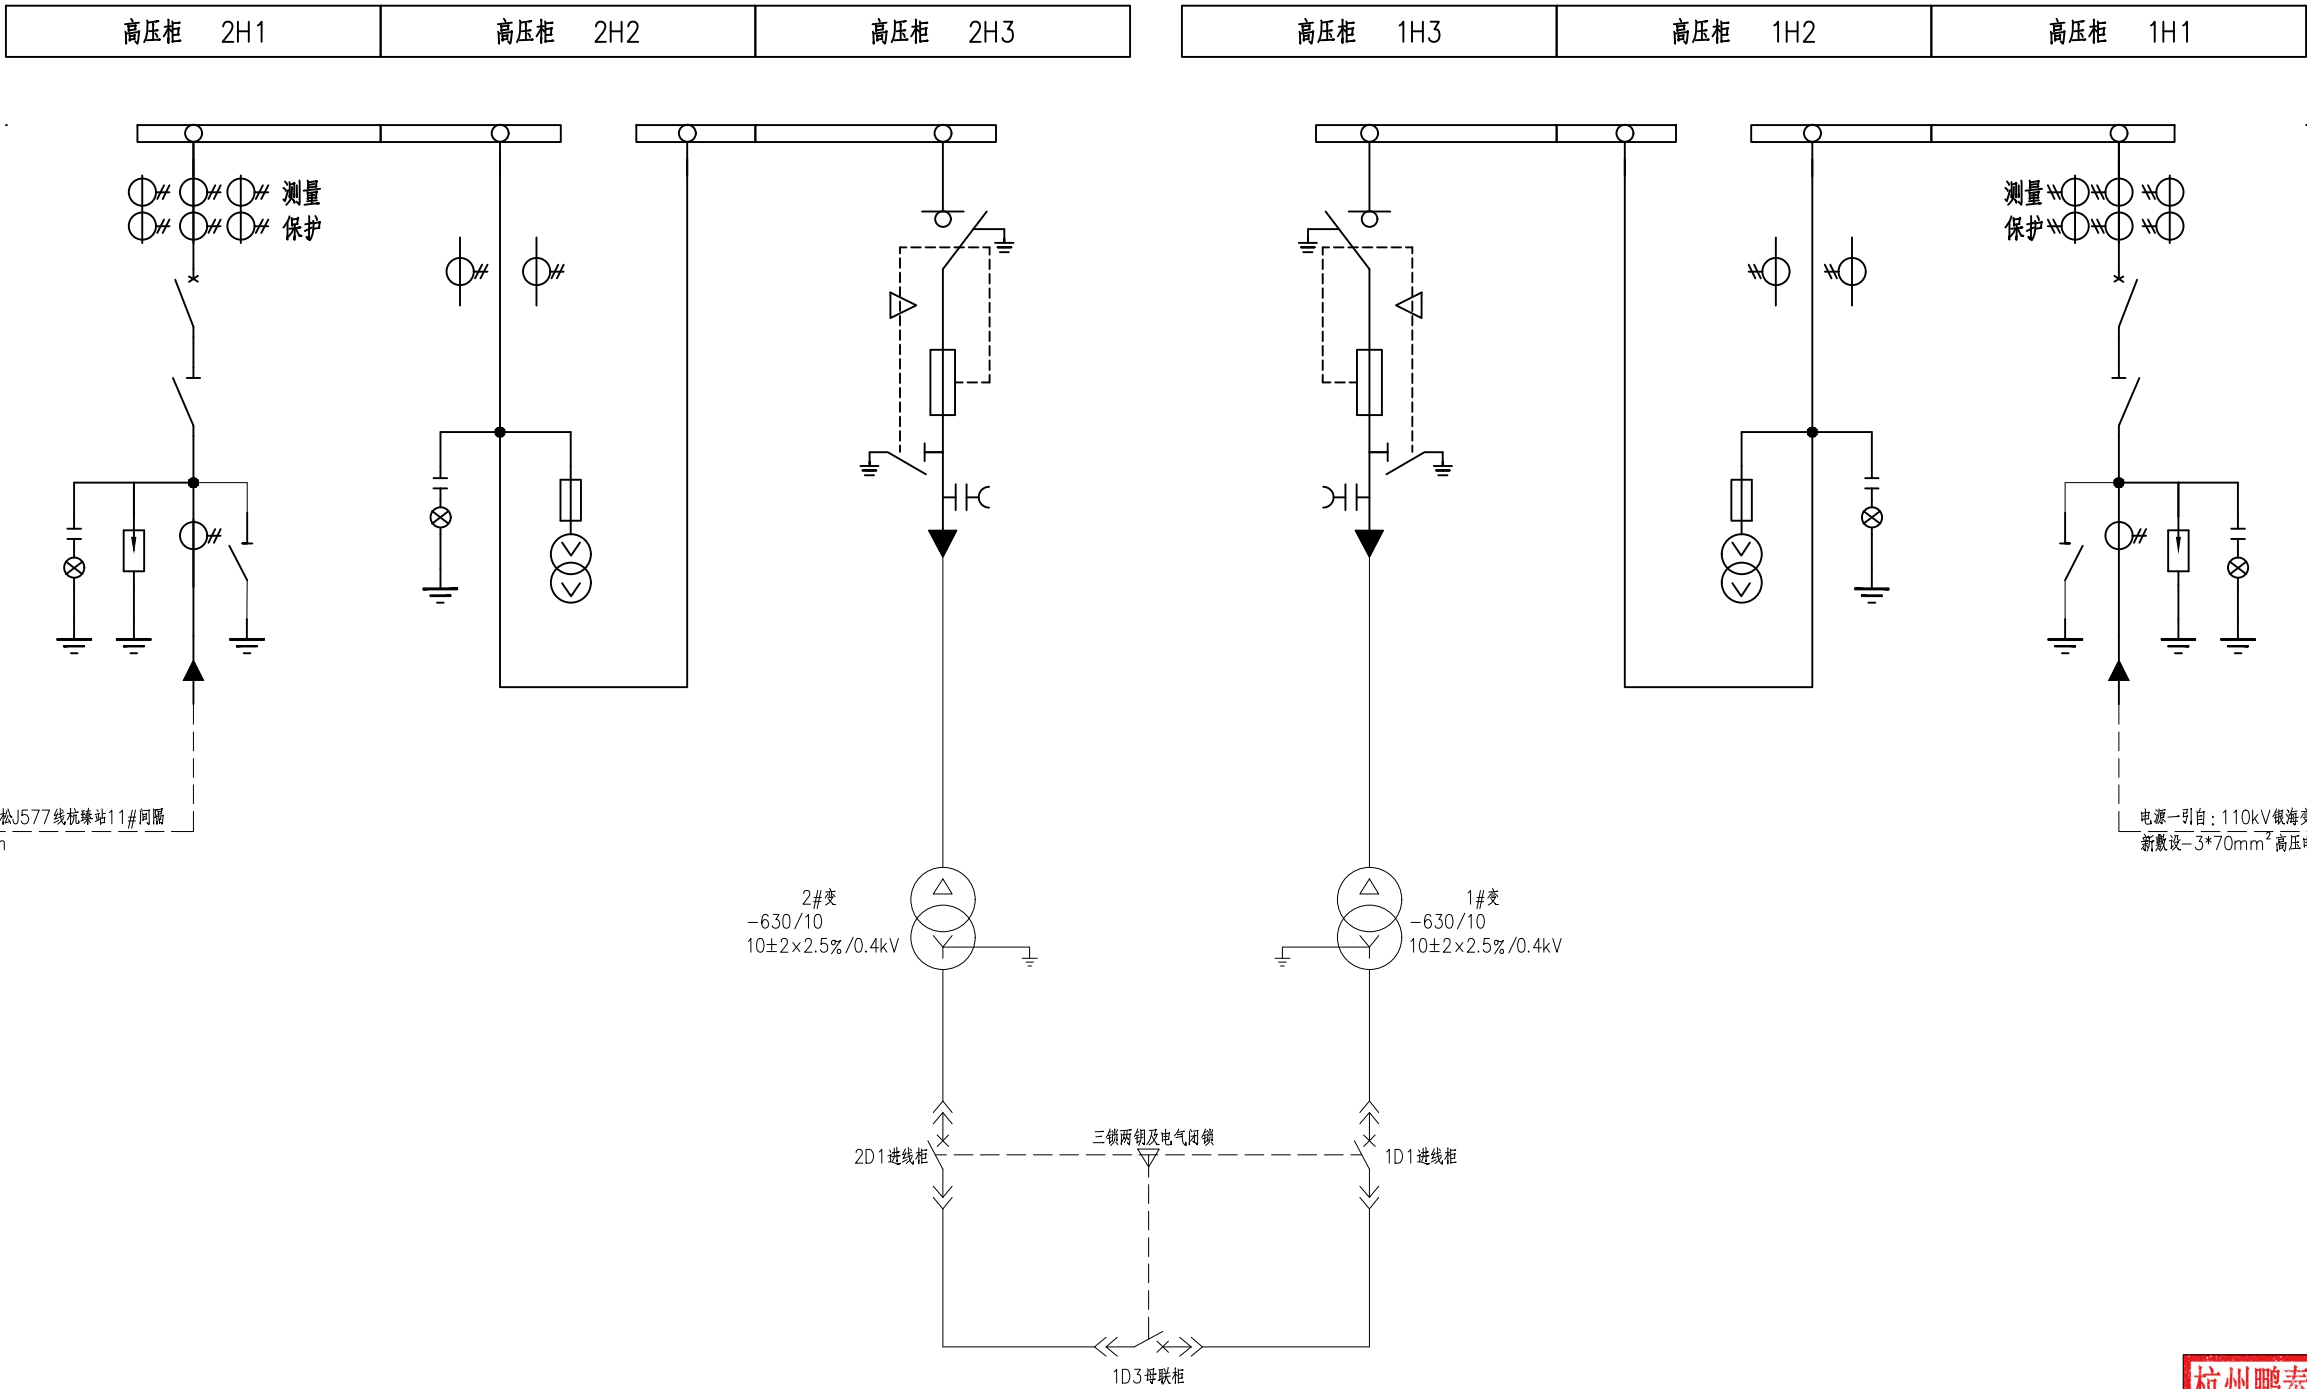 高压柜 2H1 高压柜 2H2 高压柜 2H3 高压柜 1H3 高压柜 1H2 高压柜 1H1
测量
保护
测量
保护
松J577线杭臻站11#间隔
电源一引自：110kV银海变
新敷设-3*70mm² 高压电
2#变
-630/10
10±2×2.5%/0.4kV
1#变
-630/10
10±2×2.5%/0.4kV
三锁两钥及电气闭锁
2D1进线柜
1D1进线柜
1D3母联柜
杭州鹏